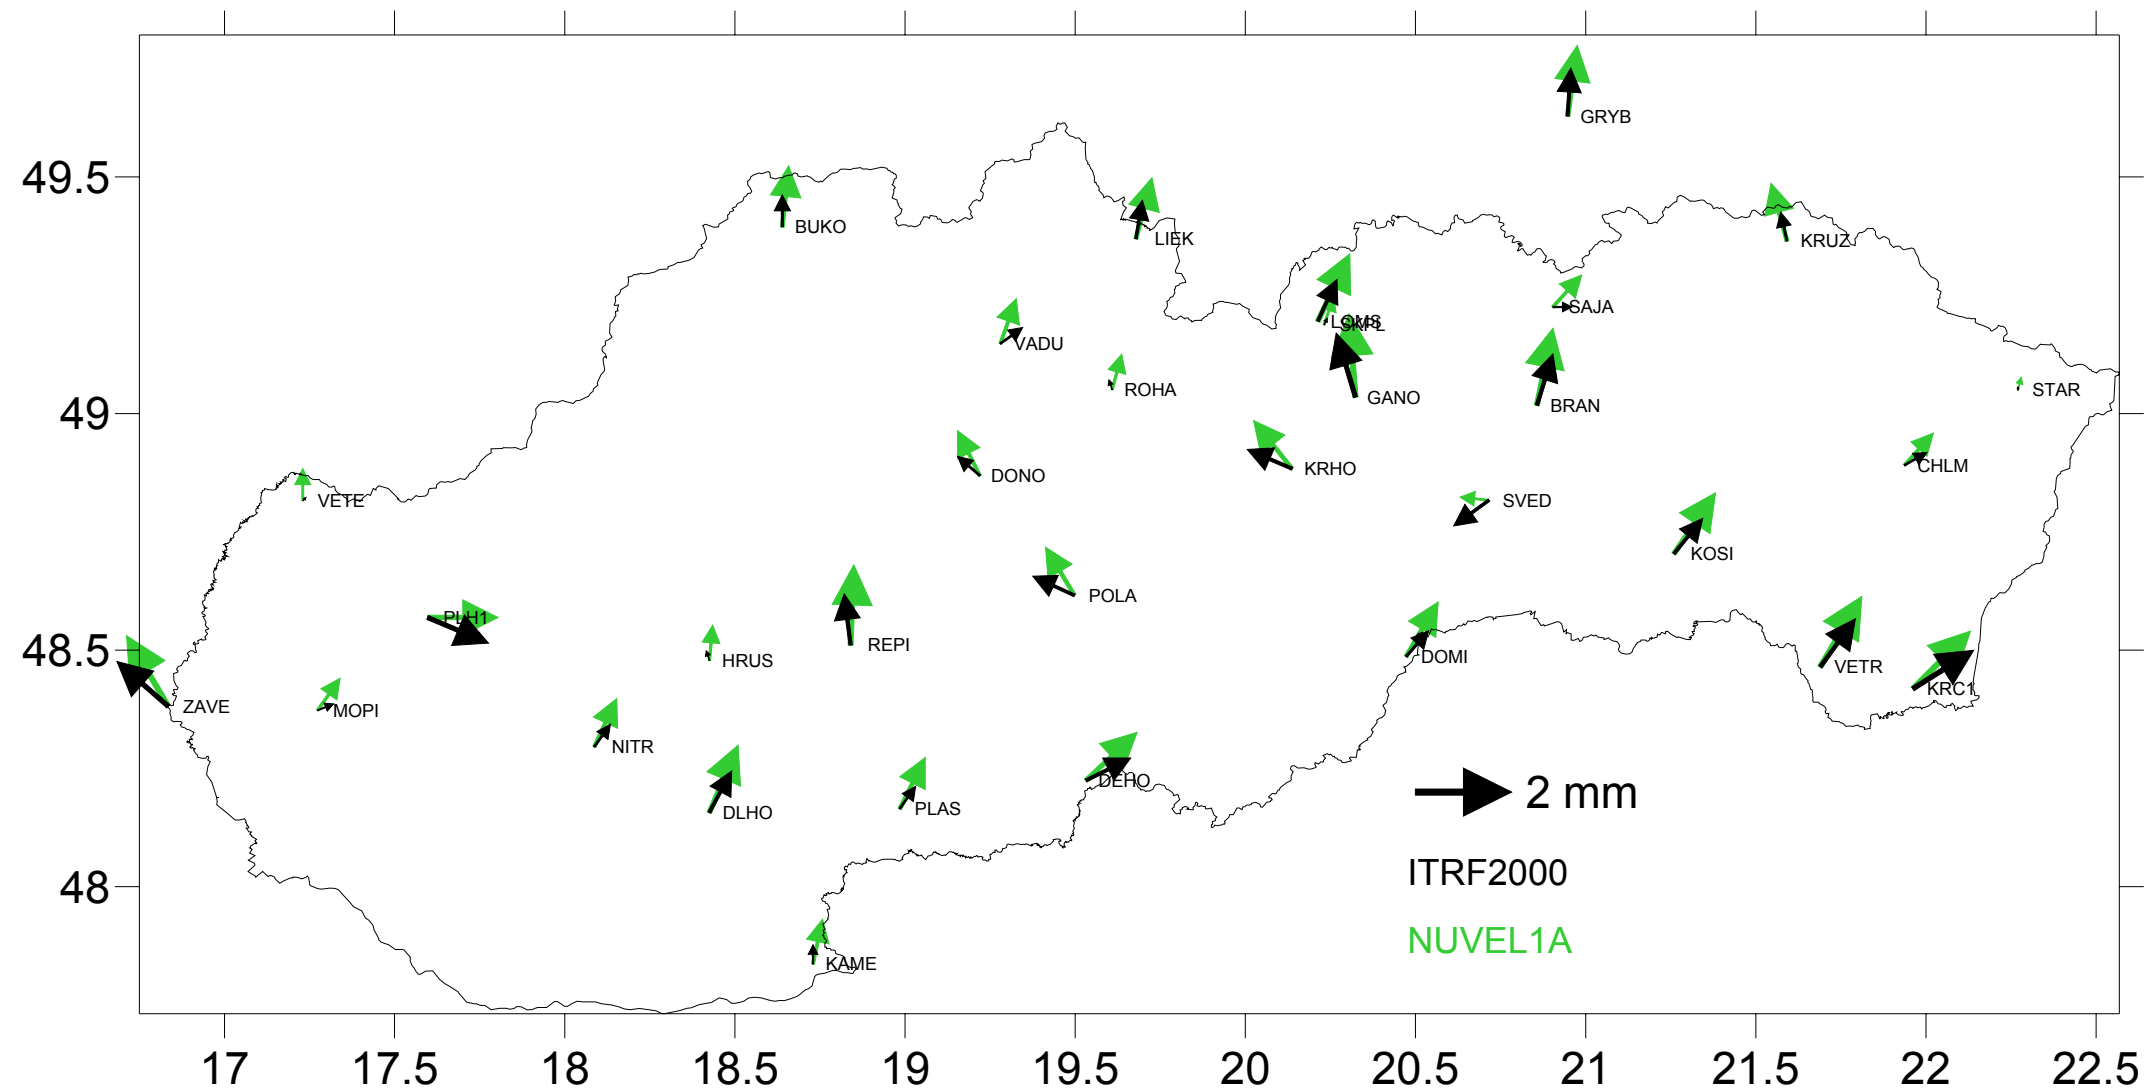 GRYB
49.5
BUKO
LIEK
KRUZ
SAJA
LOMS
SKPL
VADU
ROHA
GANO
BRAN
STAR
49
DONO
KRHO
CHLM
VETE
SVED
KOSI
POLA
PLH1
REPI
HRUS
DOMI
VETR
48.5
KRC1
ZAVE
MOPI
NITR
DEHO
DLHO
PLAS
2 mm
ITRF2000
48
NUVEL1A
KAME
17 17.5 18 18.5 19 19.5 20 20.5 21 21.5 22 22.5